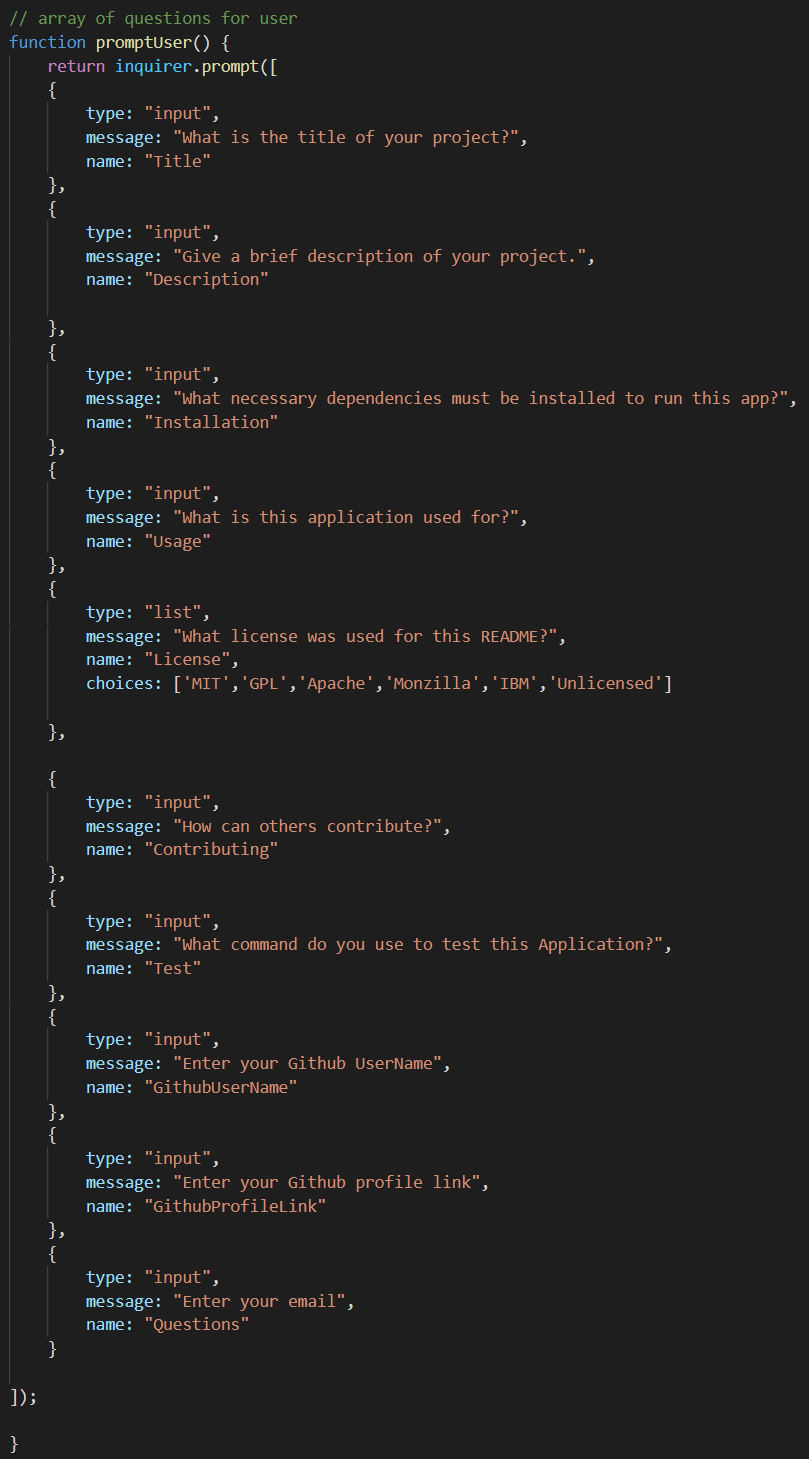 // array of questions for user
function promptUser() {
    return inquirer.prompt([
    {
        type: "input",
        message: "What is the title of your project?",
        name: "Title"
    },
    {
        type: "input",
        message: "Give a brief description of your project.",
        name: "Description"

    },
    {
        type: "input",
        message: "What necessary dependencies must be installed to run this app?",
        name: "Installation"
    },
    {
        type: "input",
        message: "What is this application used for?",
        name: "Usage"
    },
    {
        type: "list",
        message: "What license was used for this README?",
        name: "License",
        choices: ['MIT','GPL','Apache','Monzilla','IBM','Unlicensed']

    },

    {
        type: "input",
        message: "How can others contribute?",
        name: "Contributing"
    },
    {
        type: "input",
        message: "What command do you use to test this Application?",
        name: "Test"
    },
    {
        type: "input",
        message: "Enter your Github UserName",
        name: "GithubUserName"
    },
    {
        type: "input",
        message: "Enter your Github profile link",
        name: "GithubProfileLink"
    },
    {
        type: "input",
        message: "Enter your email",
        name: "Questions"
    }

]);

}